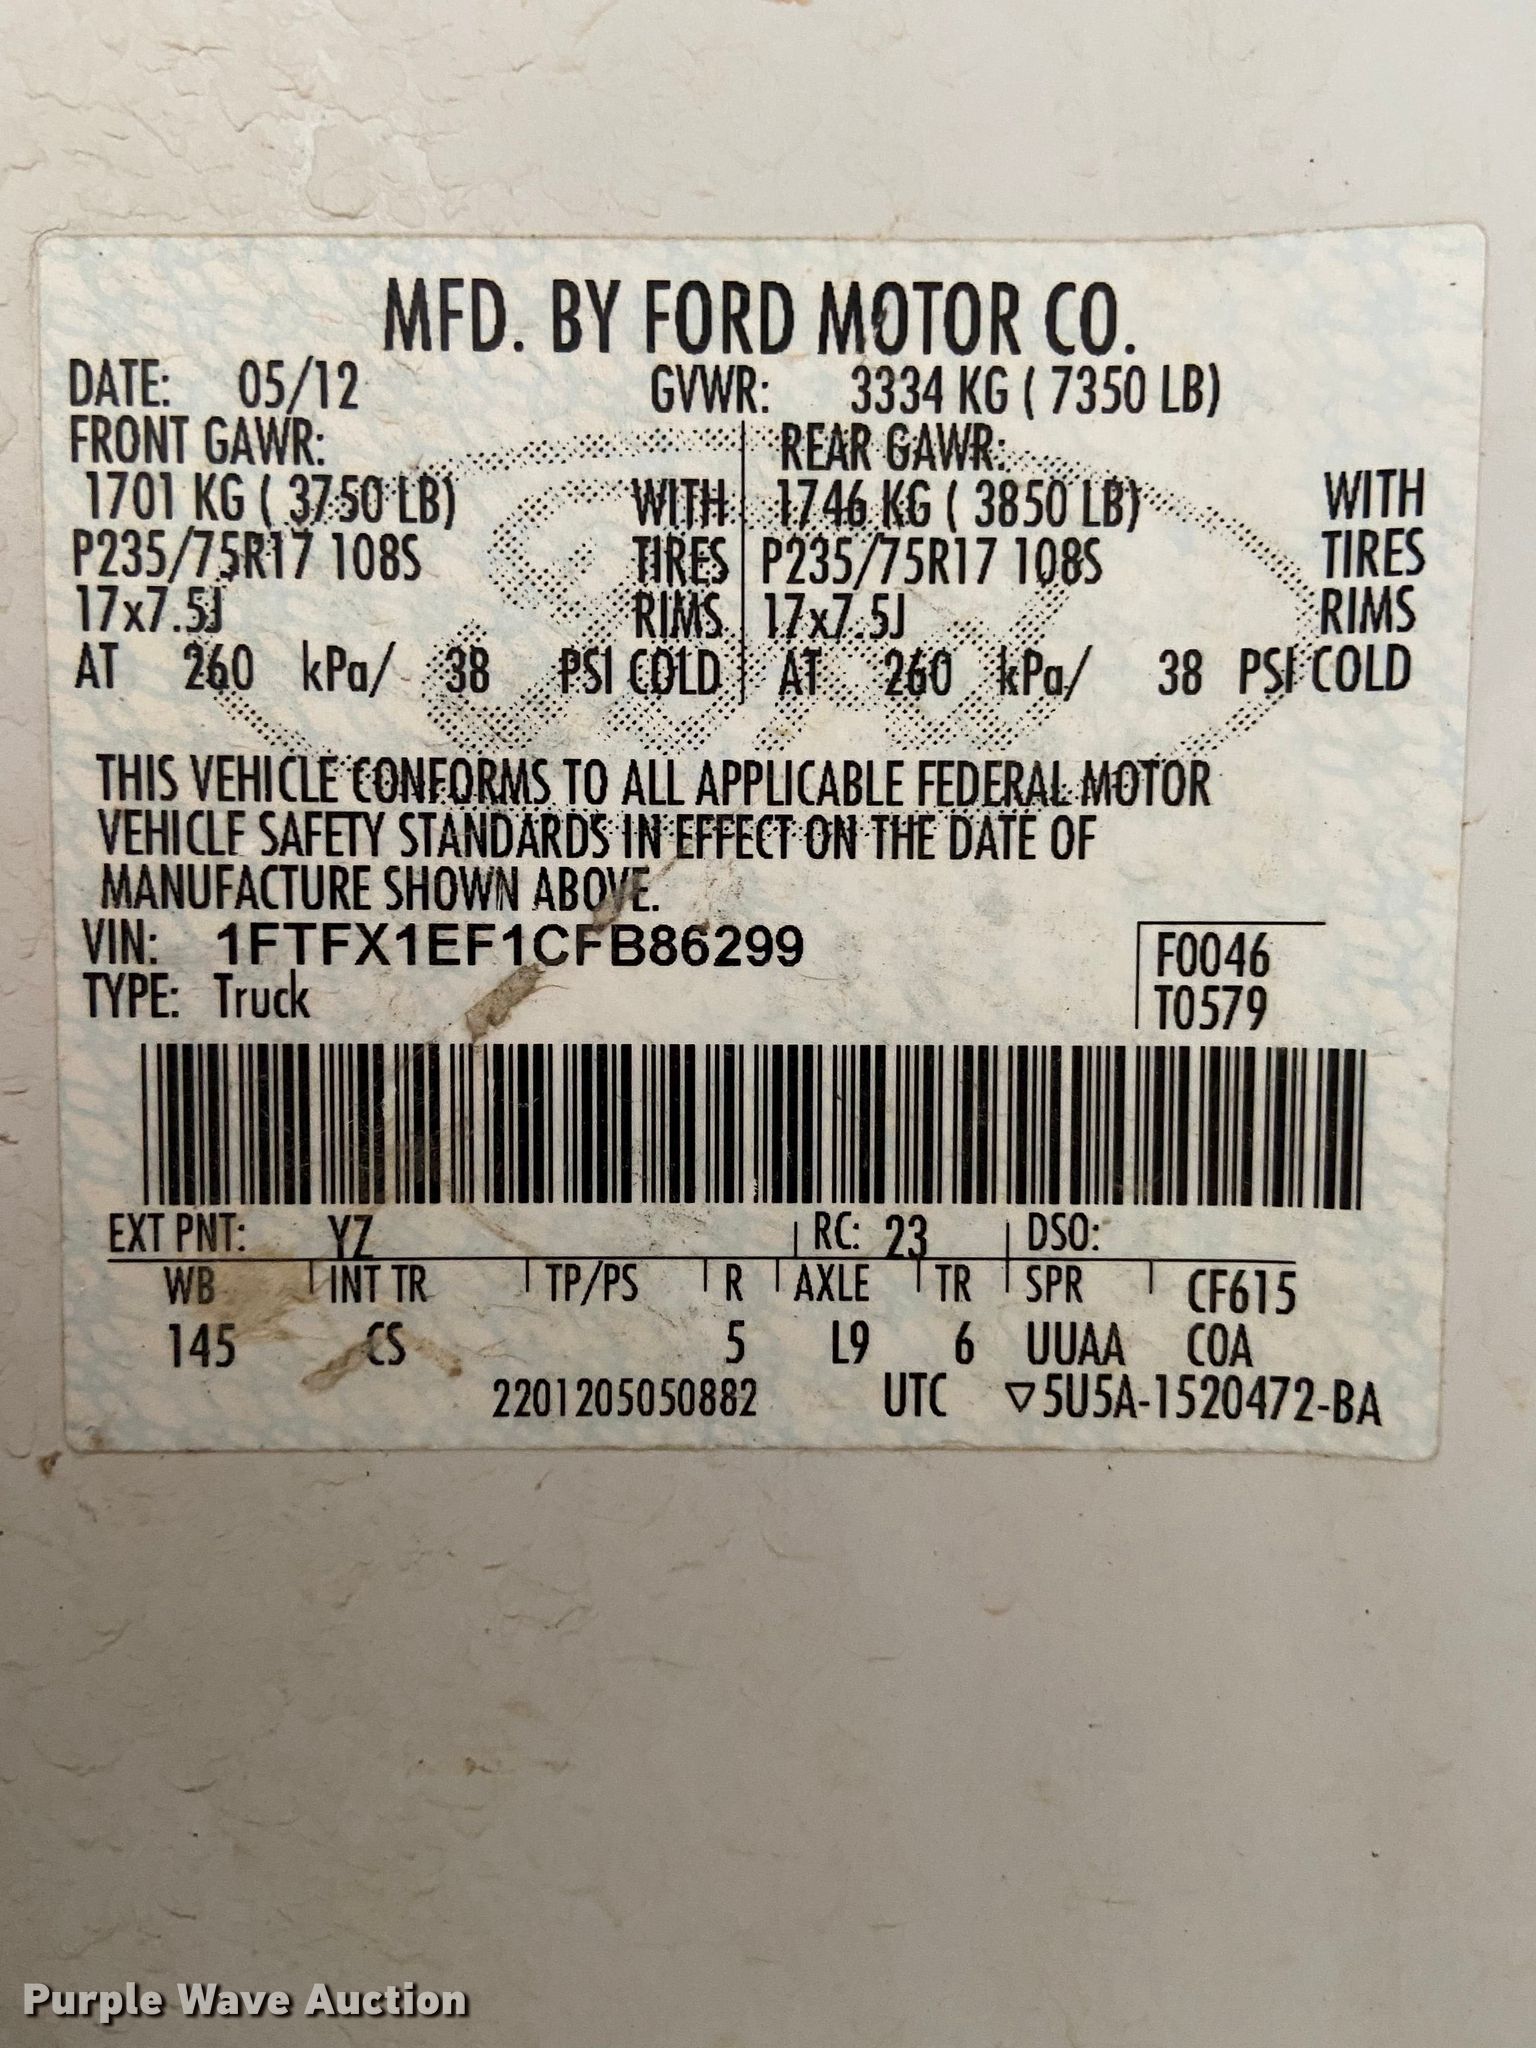 MFD. BY FORD MOTOR CO.
DATE: 05/12 GVWR: 3334 KG ( 7350 LB)
FRONT GAWR: REAR GAWR:
1701 KG ( 3750 LB) WITH 1746 KG ( 3850 LB) WITH
P235/75R17 108S TIRES P235/75R17 108S TIRES
17x7.5J RIMS 17x7.5J RIMS
AT 260 kPa/ 38 PSI COLD AT 260 kPa/ 38 PSI COLD
THIS VEHICLE CONFORMS TO ALL APPLICABLE FEDERAL MOTOR
VEHICLE SAFETY STANDARDS IN EFFECT ON THE DATE OF
MANUFACTURE SHOWN ABOVE.
VIN: 1FTFX1EF1CFB86299 F0046
TYPE: Truck T0579
EXT PNT: YZ RC: 23 DSO:
WB INT TR TP/PS R AXLE TR SPR CF615
145 CS 5 L9 6 UUAA COA
2201205050882 UTC ▽5U5A-1520472-BA
Purple Wave Auction